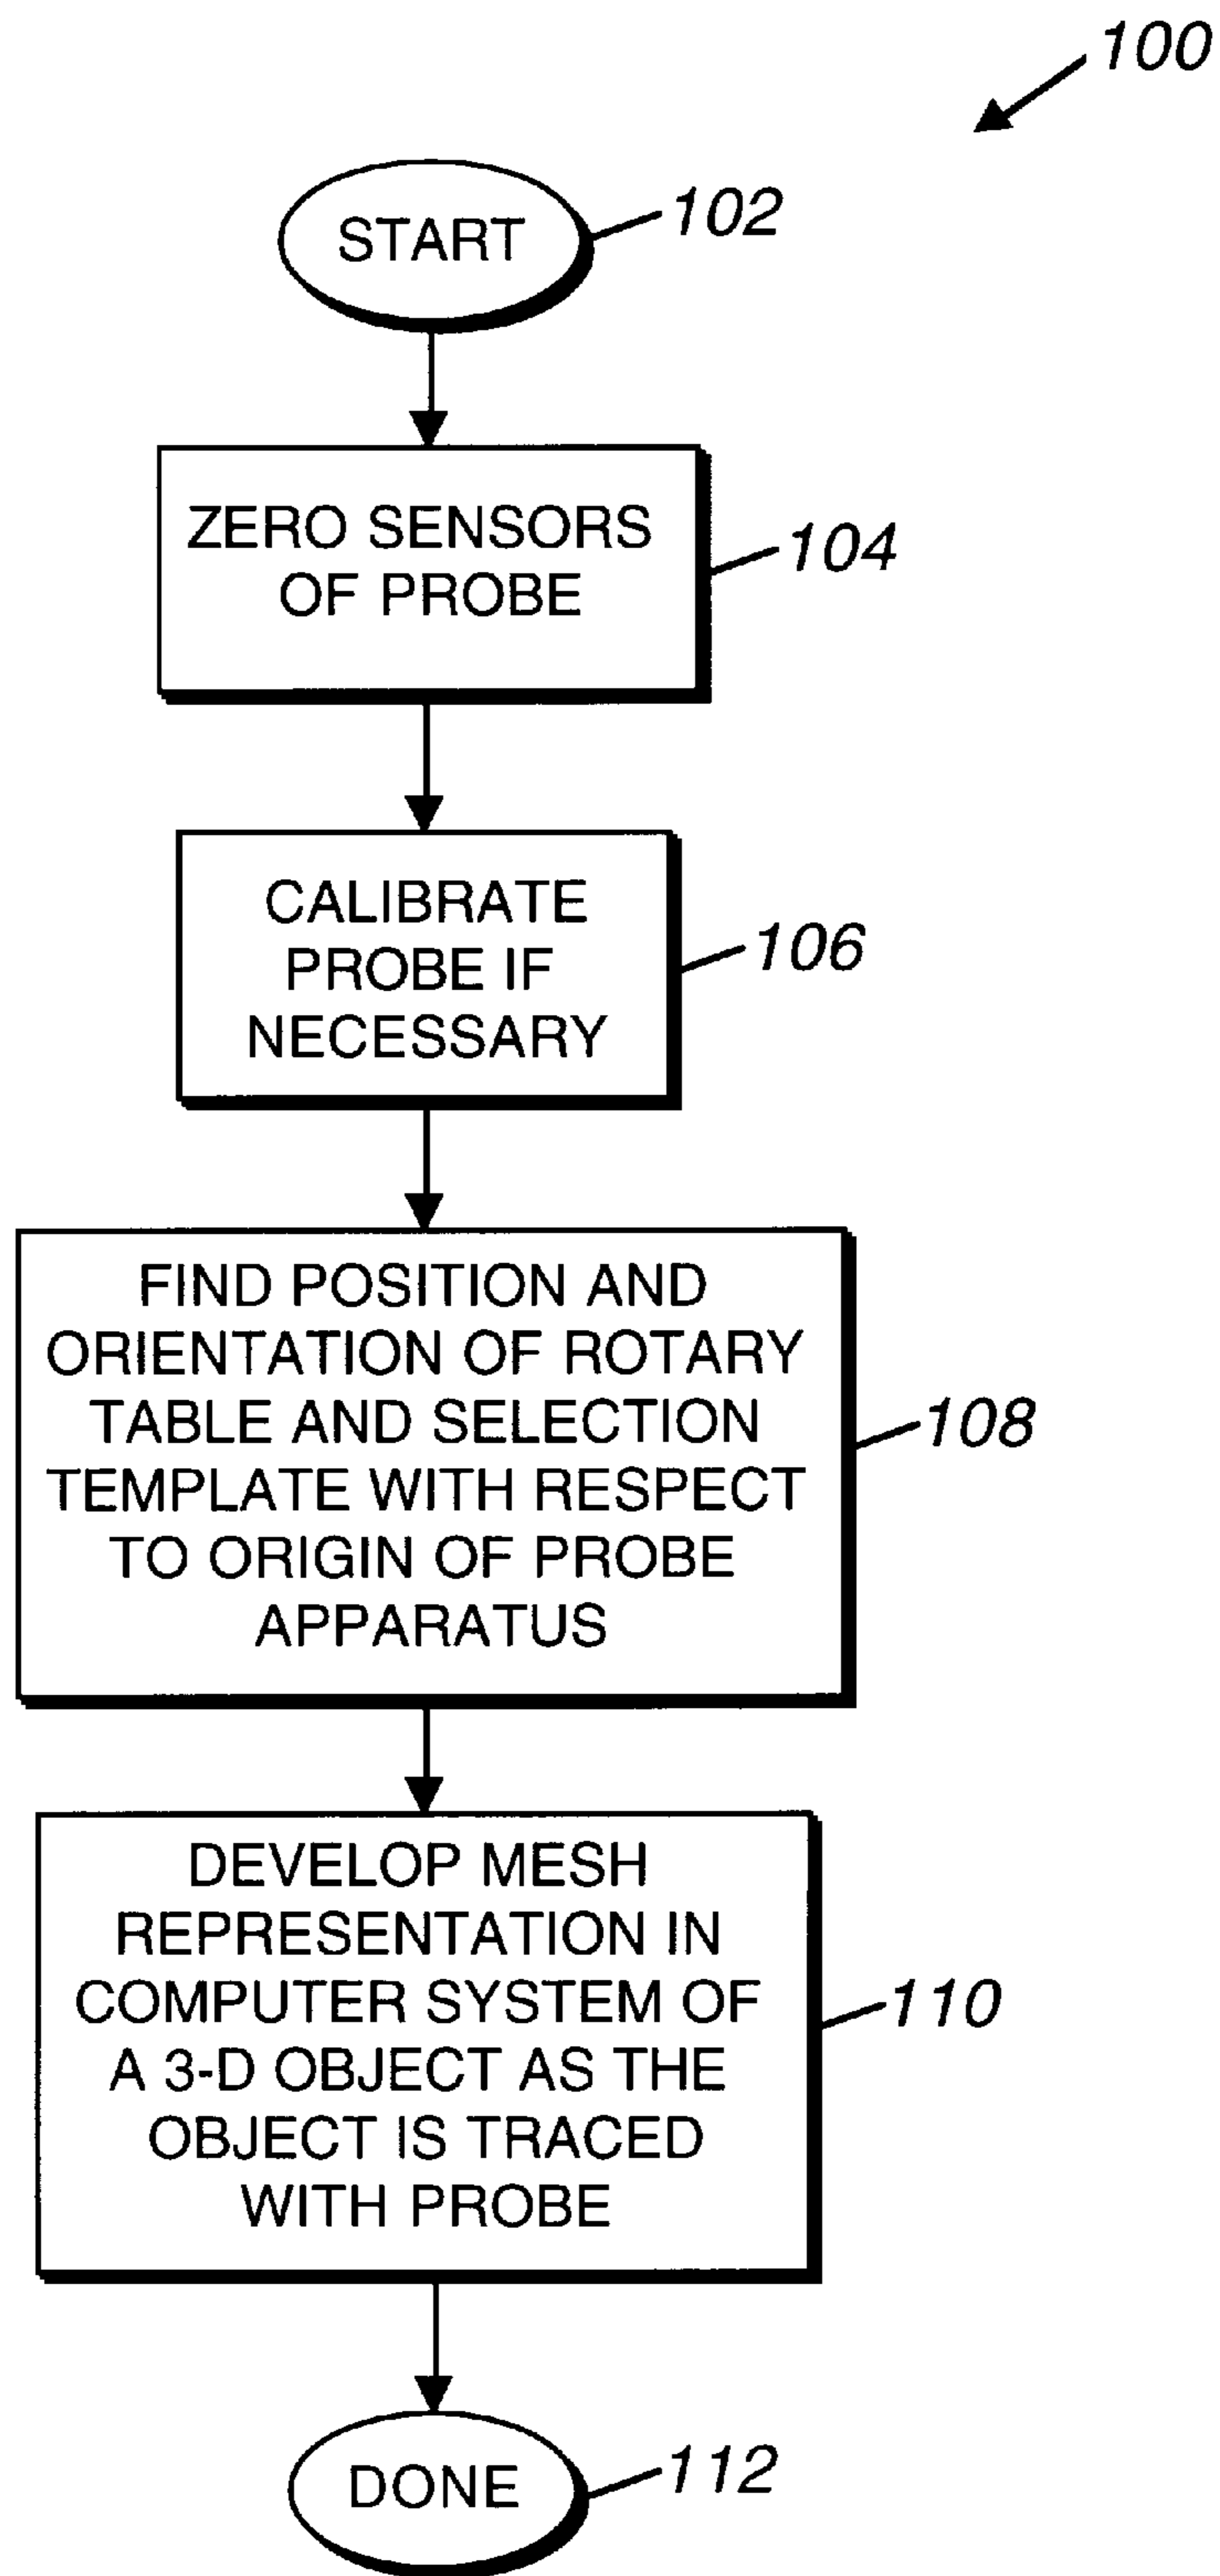 100
START
102
ZERO SENSORS
OF PROBE
104
CALIBRATE
PROBE IF
NECESSARY
106
FIND POSITION AND
ORIENTATION OF ROTARY
TABLE AND SELECTION
TEMPLATE WITH RESPECT
TO ORIGIN OF PROBE
APPARATUS
108
DEVELOP MESH
REPRESENTATION IN
COMPUTER SYSTEM OF
A 3-D OBJECT AS THE
OBJECT IS TRACED
WITH PROBE
110
DONE
112